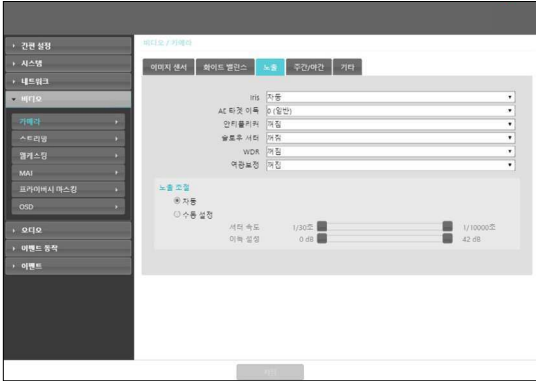 비디오 / 카메라
간편 설정
시스템
네트워크
비디오
카메라
스트리밍
웹캐스팅
MAI
프라이버시 마스킹
OSD
오디오
이벤트 동작
이벤트
이미지 센서 화이트 밸런스 노출 주간/야간 기타
Iris 자동
AE 타겟 이득 0 (일반)
안티플리커 꺼짐
슬로우 셔터 꺼짐
WDR 꺼짐
역광보정 꺼짐
노출 조절
자동
수동 설정
셔터 속도 1/30초 1/10000초
이득 설정 0 dB 42 dB